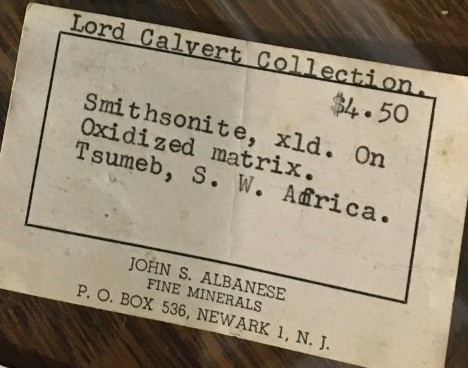 Lord Calvert Collection.
$4.50
Smithsonite, xld. On
Oxidized matrix.
Tsumeb, S. W. Africa.
JOHN S. ALBANESE
FINE MINERALS
P. O. BOX 536, NEWARK 1, N. J.